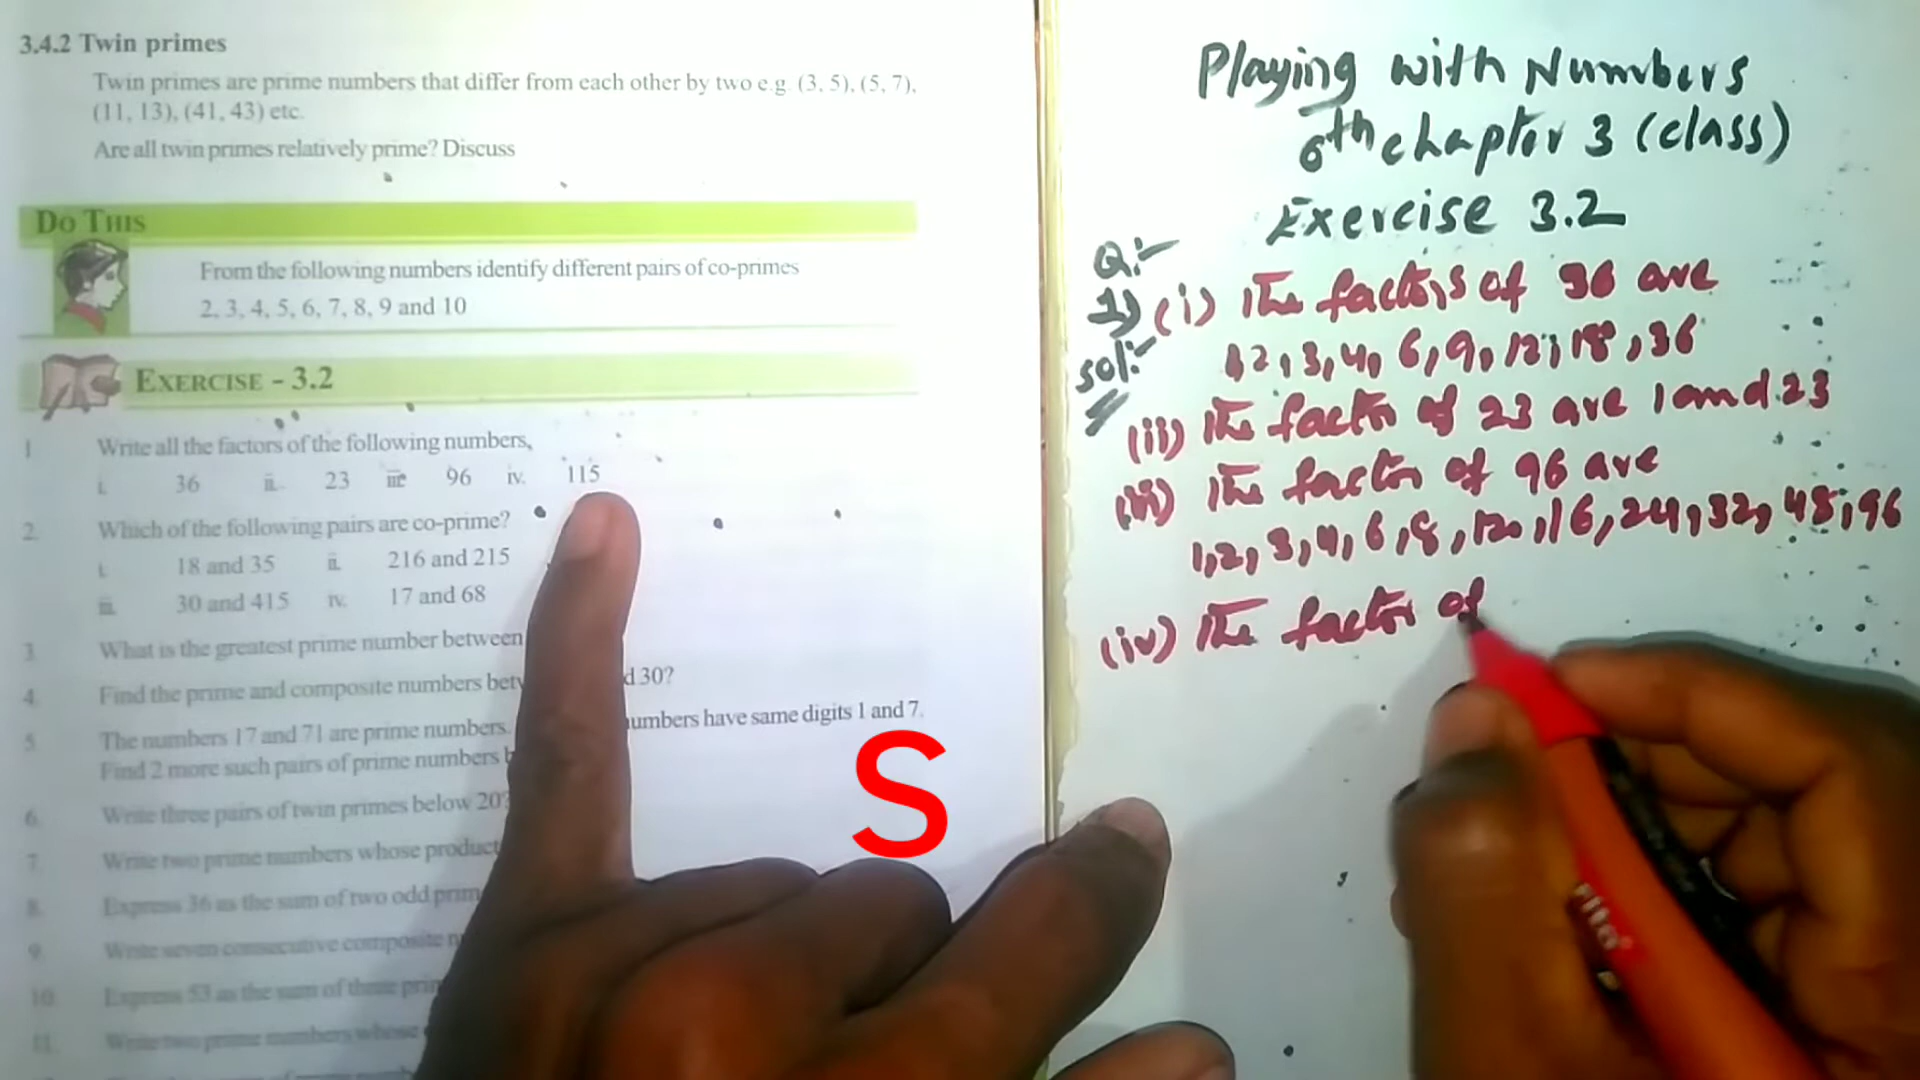 3.4.2 Twin primes
Twin primes are prime numbers that differ from each other by two e.g. (3, 5), (5, 7),
(11, 13), (41, 43) etc.
Are all twin primes relatively prime? Discuss
DO THIS
From the following numbers identify different pairs of co-primes
2, 3, 4, 5, 6, 7, 8, 9 and 10
EXERCISE - 3.2
1 Write all the factors of the following numbers,
i. 36 ii. 23 iii. 96 iv. 115
2. Which of the following pairs are co-prime?
i. 18 and 35 ii. 216 and 215
iii. 30 and 415 iv. 17 and 68
3. What is the greatest prime number between
4. Find the prime and composite numbers bet d 30?
5. The numbers 17 and 71 are prime numbers. umbers have same digits 1 and 7.
Find 2 more such pairs of prime numbers b
6. Write three pairs of twin primes below 20?
7. Write two prime numbers whose product
8. Express 36 as the sum of two odd prim
9. Write seven consecutive composite n
10. Express 53 as the sum of three prim
11. Write two prime numbers whose
S
Playing with Numbers
6th chapter 3 (class)
Exercise 3.2
Q:-
1) (i) The factors of 36 are
Sol:- 1, 2, 3, 4, 6, 9, 12, 18, 36
(ii) The factor of 23 are 1 and 23
(iii) The factor of 96 are
1, 2, 3, 4, 6, 8, 12, 16, 24, 32, 48, 96
(iv) The factor of